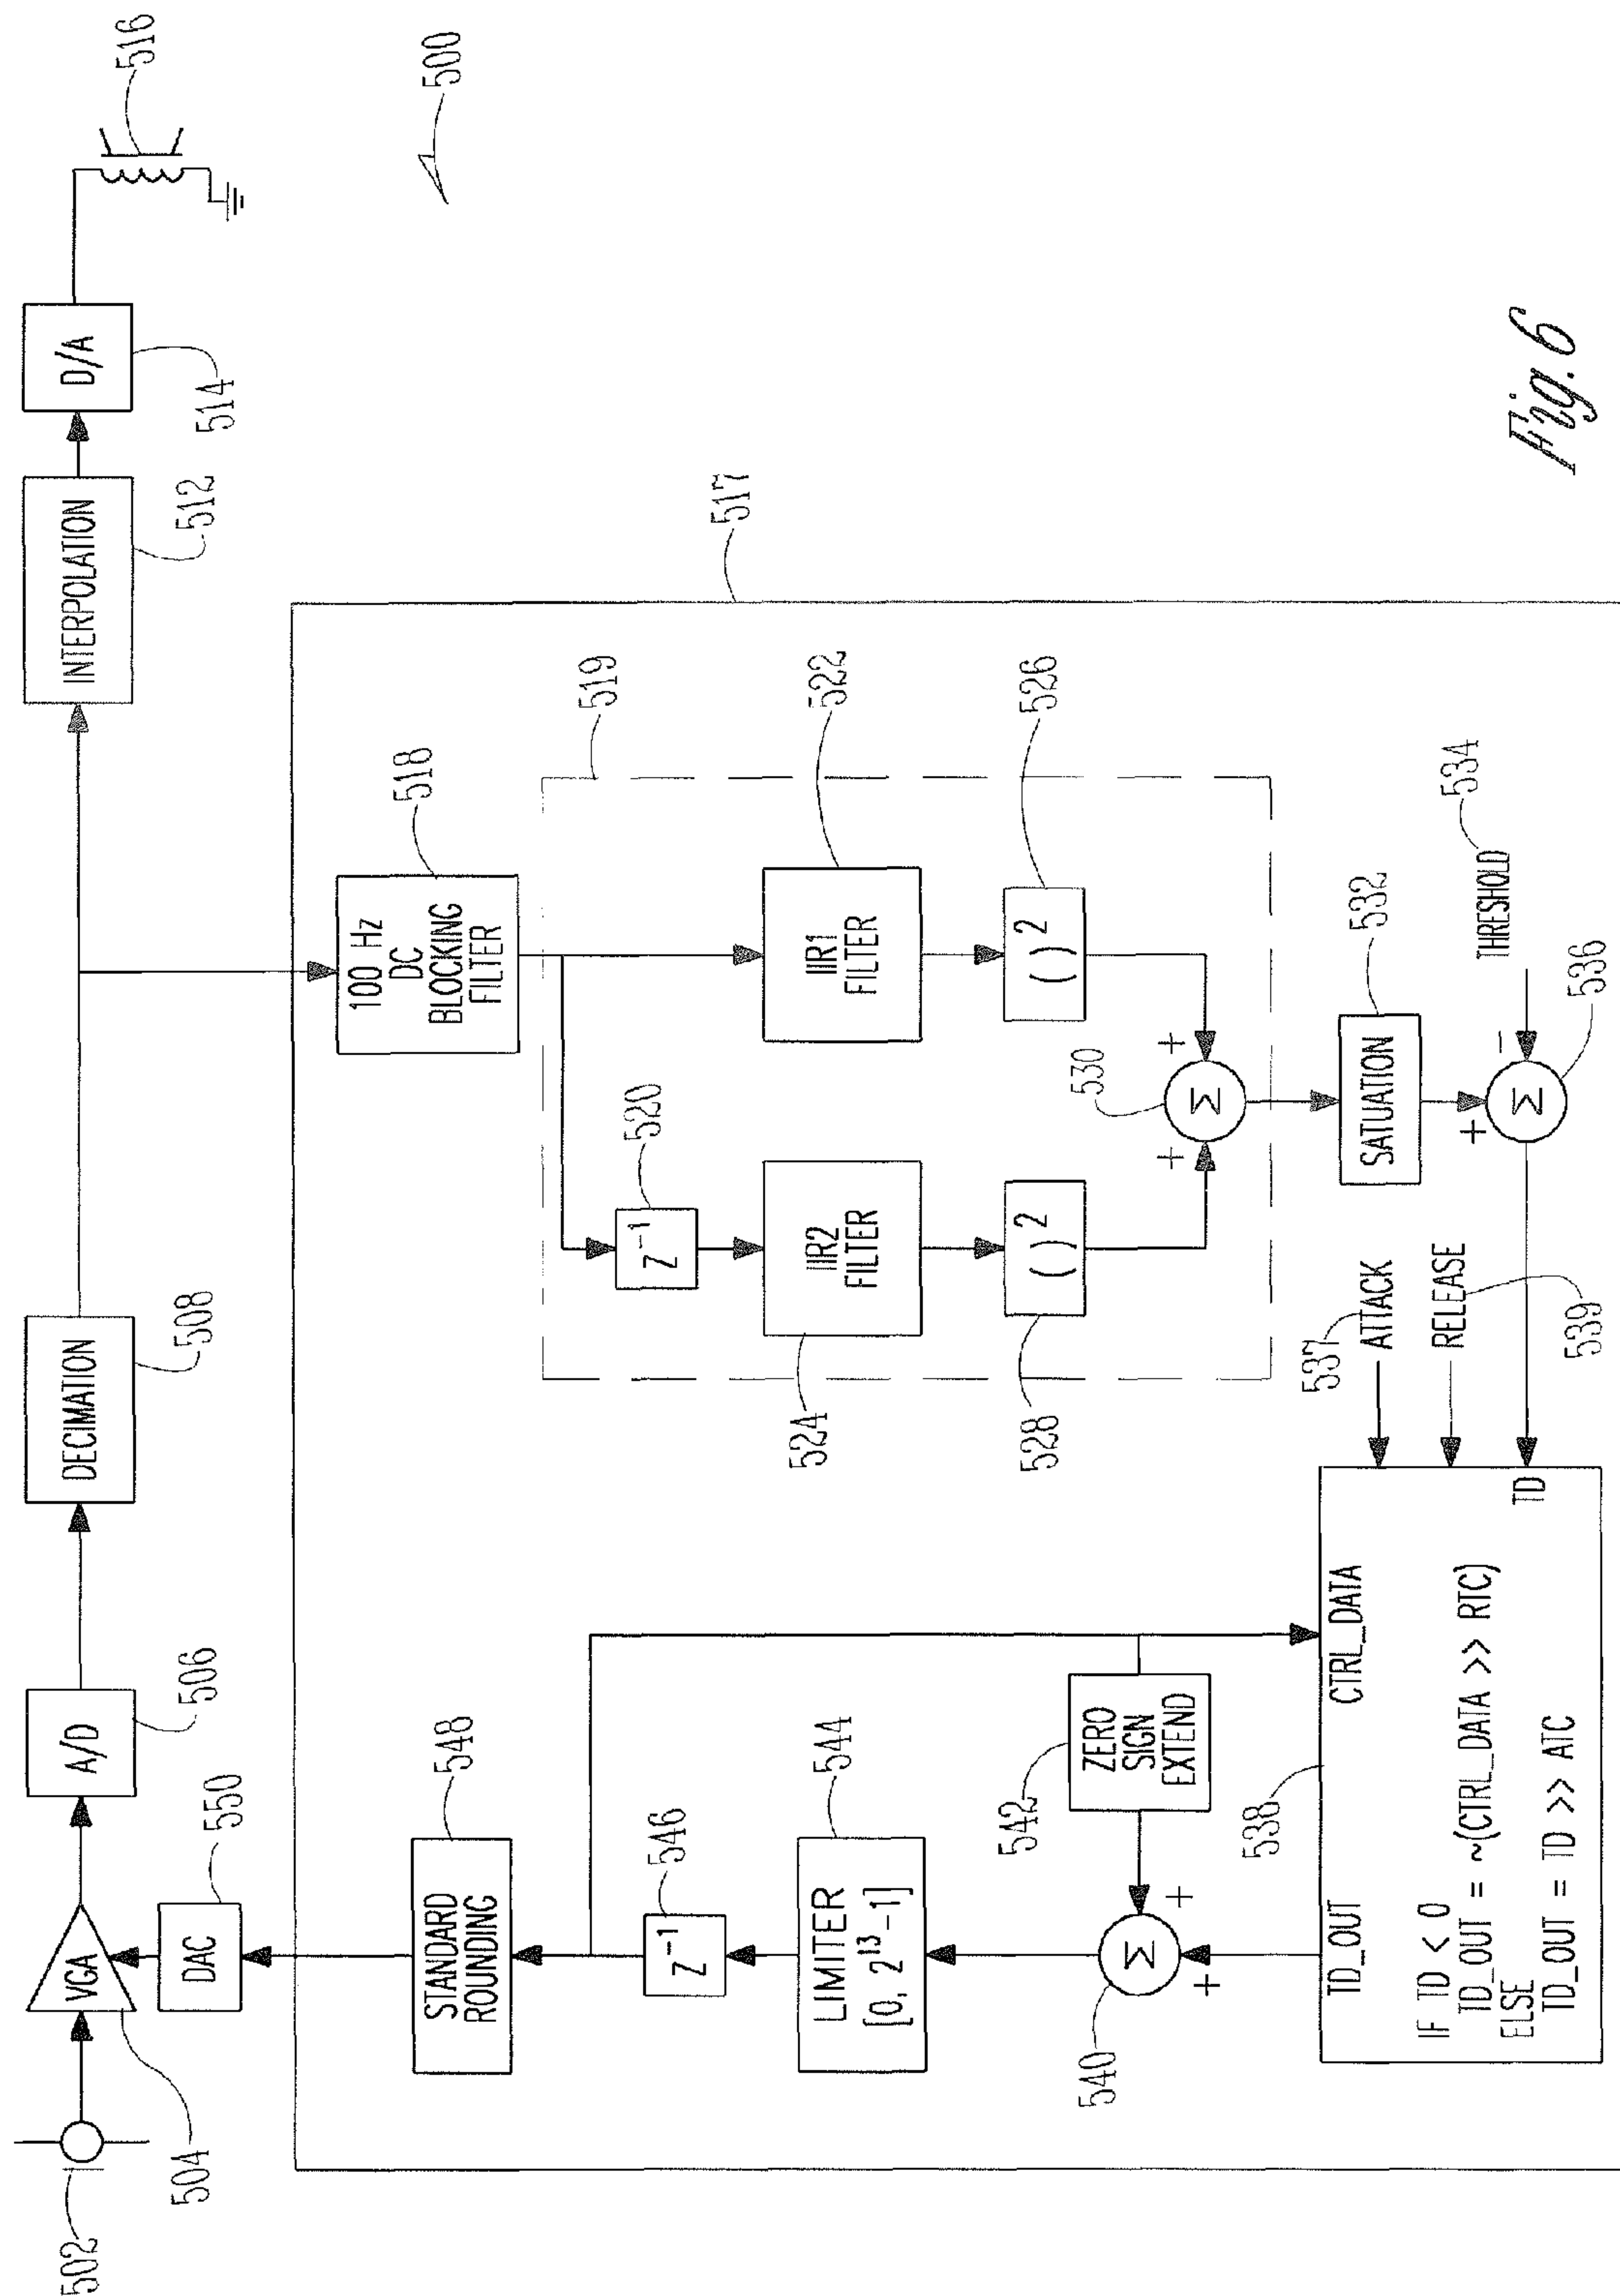 502
VGA
504
A/D
506
DECIMATION
508
INTERPOLATION
512
D/A
514
516
500
DAC
550
517
STANDARD
ROUNDING
548
100 Hz
DC
BLOCKING
FILTER
518
519
Z⁻¹
546
Z⁻¹
520
LIMITER
[0, 2¹³-1]
544
IIR2
FILTER
524
IIR1
FILTER
522
( )²
528
( )²
526
ZERO
SIGN
EXTEND
542
Σ
+
+
540
+
+
Σ
530
SATUATION
532
THRESHOLD
534
+
-
Σ
536
537
ATTACK
RELEASE
539
538
TD_OUT
CTRL_DATA
TD
IF TD < 0
TD_OUT = ~(CTRL_DATA >> RTC)
ELSE
TD_OUT = TD >> ATC
Fig. 6